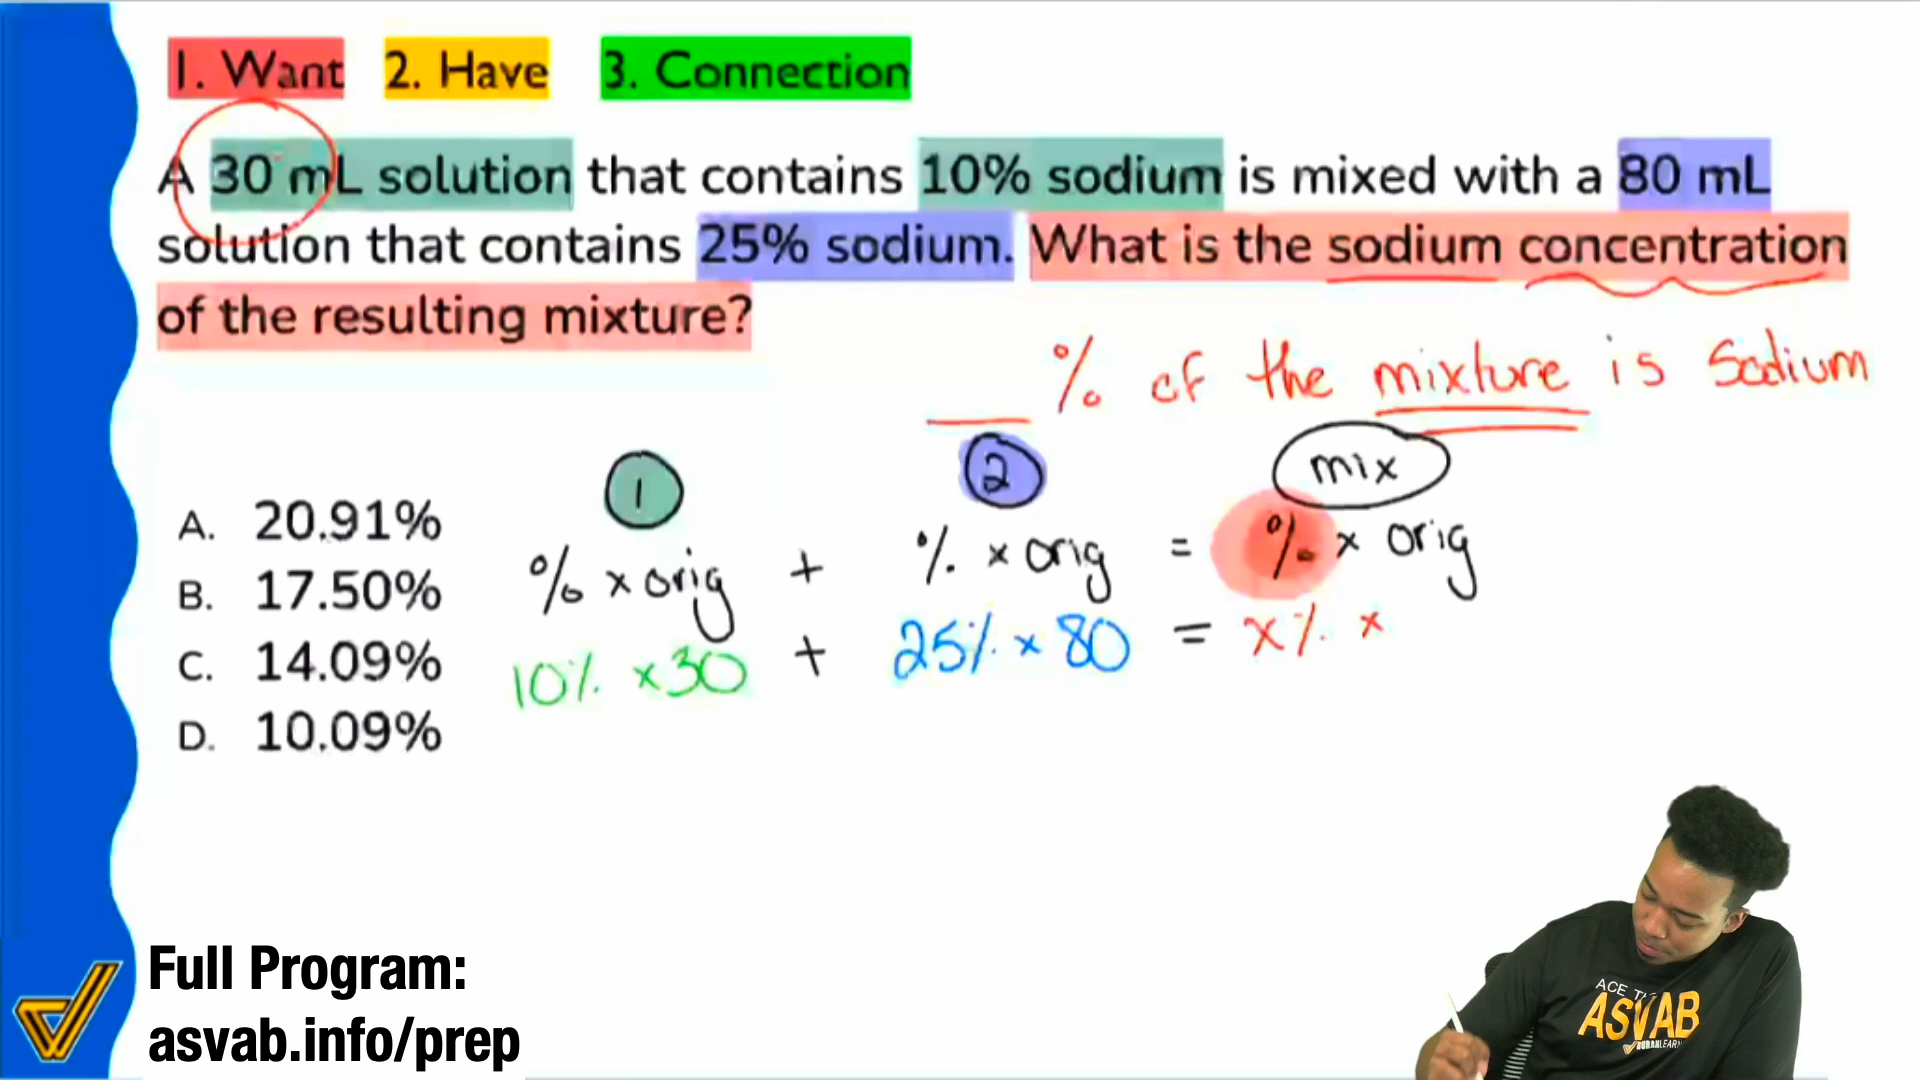 1. Want 2. Have 3. Connection
A 30 mL solution that contains 10% sodium is mixed with a 80 mL
solution that contains 25% sodium. What is the sodium concentration
of the resulting mixture?
___ % of the mixture is Sodium
1 2 mix
A. 20.91%
B. 17.50%
C. 14.09%
D. 10.09%
% x orig + % x orig = % x orig
10% x 30 + 25% x 80 = x% x
Full Program:
asvab.info/prep
ACE T
ASVAB